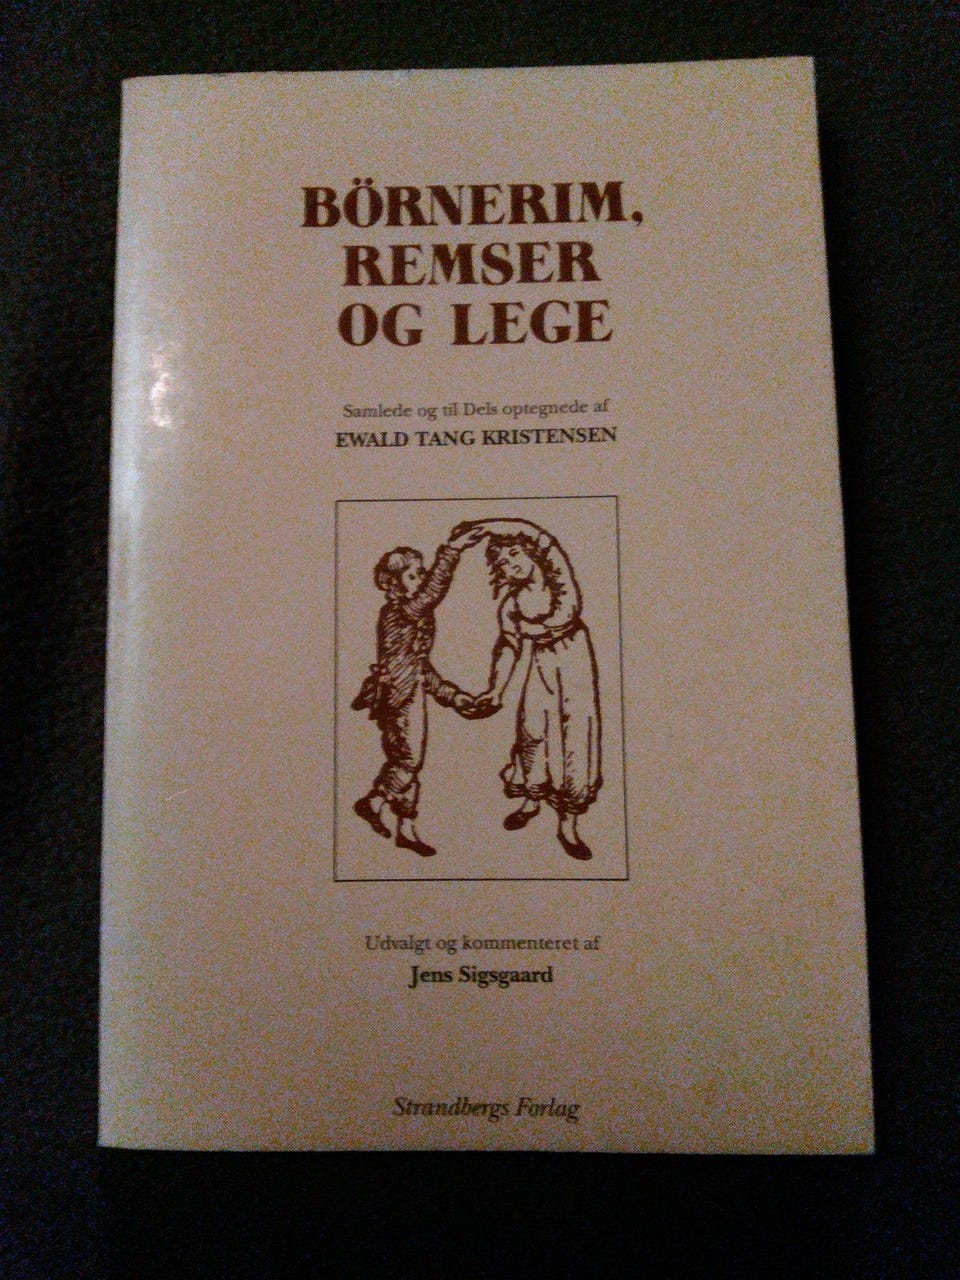 BÖRNERIM,
REMSER
OG LEGE
Samlede og til Dels optegnede af
EWALD TANG KRISTENSEN
Udvalgt og kommenteret af
Jens Sigsgaard
Strandbergs Forlag